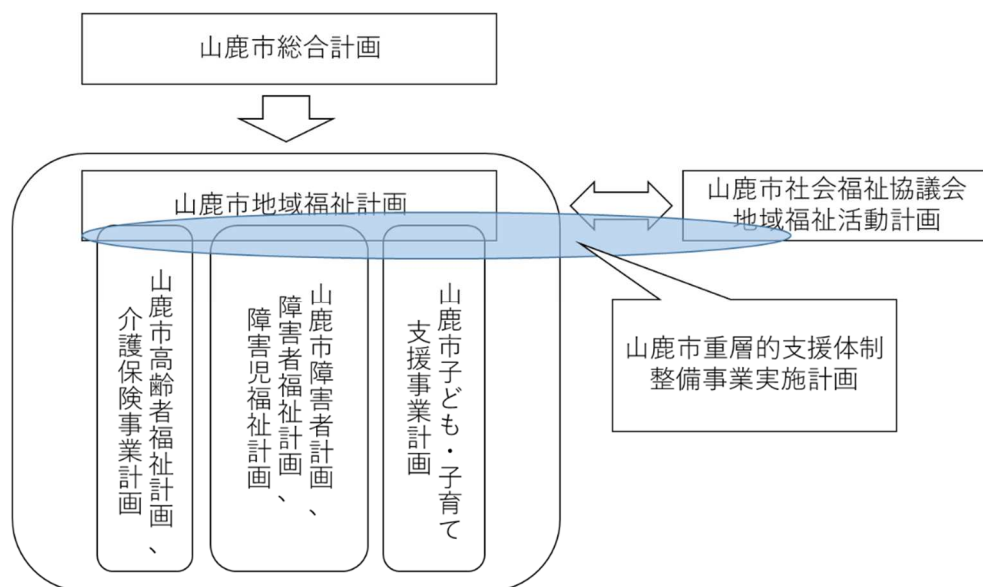 山鹿市総合計画
山鹿市地域福祉計画
山鹿市社会福祉協議会
地域福祉活動計画
山鹿市高齢者福祉計画、
介護保険事業計画
山鹿市障害者計画、
障害者福祉計画、
障害児福祉計画
山鹿市子ども・子育て
支援事業計画
山鹿市重層的支援体制
整備事業実施計画